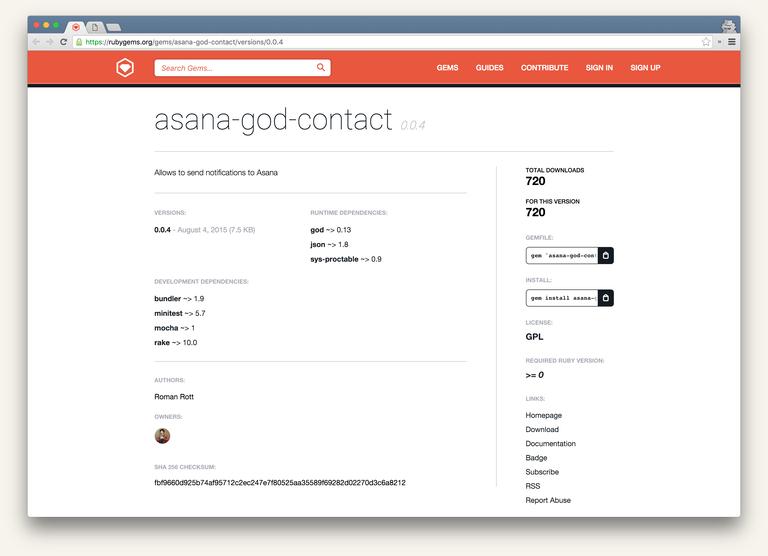 https://rubygems.org/gems/asana-god-contact/versions/0.0.4
Search Gems...
GEMS GUIDES CONTRIBUTE SIGN IN SIGN UP
asana-god-contact 0.0.4
Allows to send notifications to Asana
VERSIONS:
0.0.4 - August 4, 2015 (7.5 KB)
RUNTIME DEPENDENCIES:
god ~> 0.13
json ~> 1.8
sys-proctable ~> 0.9
DEVELOPMENT DEPENDENCIES:
bundler ~> 1.9
minitest ~> 5.7
mocha ~> 1
rake ~> 10.0
AUTHORS:
Roman Rott
OWNERS:
SHA 256 CHECKSUM:
fbf9660d925b74af95712c2ec247e7f80525aa35589f69282d02270d3c6a8212
TOTAL DOWNLOADS
720
FOR THIS VERSION
720
GEMFILE:
gem 'asana-god-con
INSTALL:
gem install asana-g
LICENSE:
GPL
REQUIRED RUBY VERSION:
>= 0
LINKS:
Homepage
Download
Documentation
Badge
Subscribe
RSS
Report Abuse